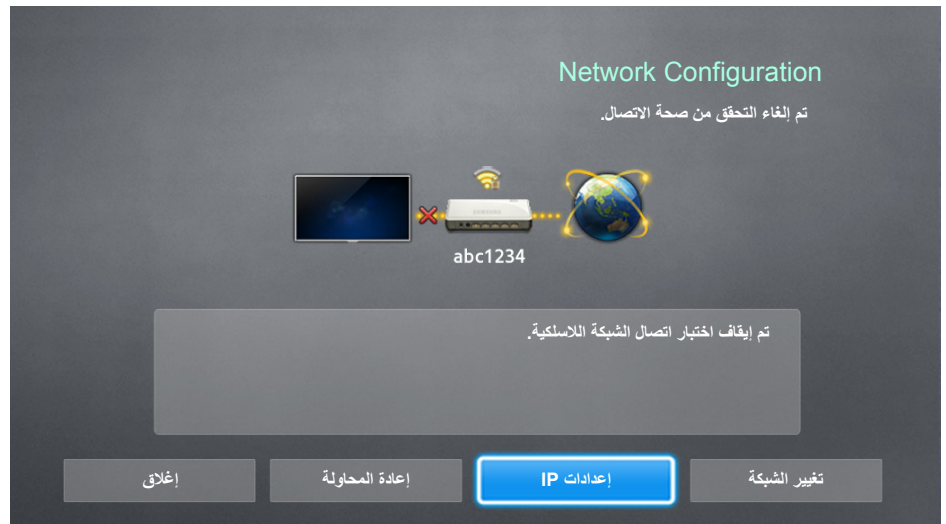 Network Configuration
تم إلغاء التحقق من صحة الاتصال.
SAMSUNG
abc1234
تم إيقاف اختبار اتصال الشبكة اللاسلكية.
تغيير الشبكة
إعدادات IP
إعادة المحاولة
إغلاق